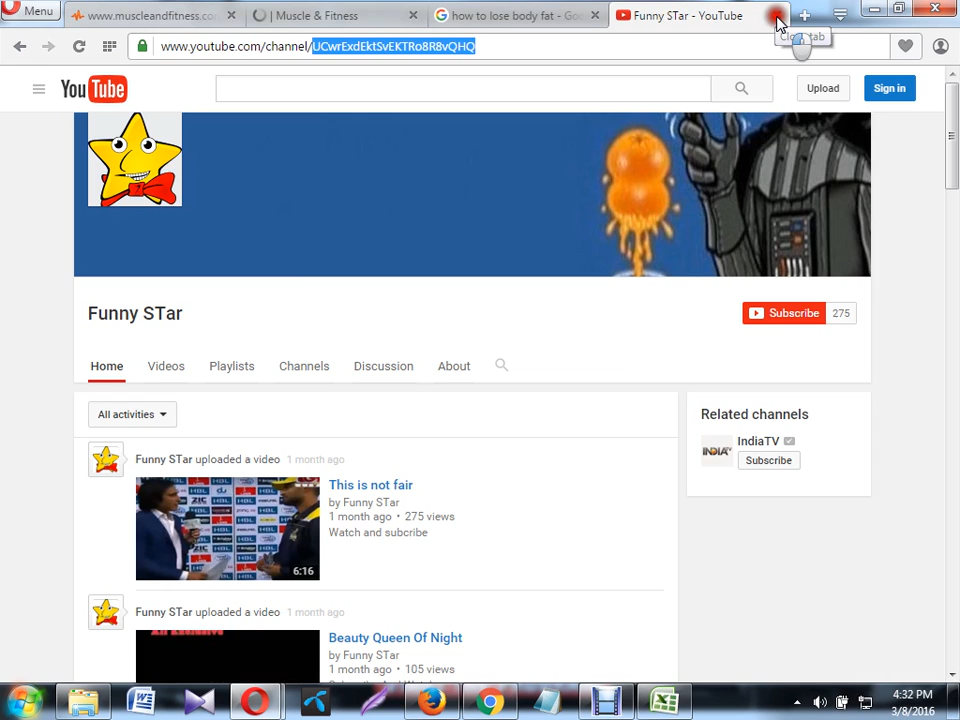 Menu
www.muscleandfitness.co
| Muscle & Fitness
how to lose body fat - Goo
Funny STar - YouTube
Close tab
www.youtube.com/channel/UCwrExdEktSvEKTRo8R8vQHQ
YouTube
Upload
Sign in
Funny STar
Subscribe 275
Home Videos Playlists Channels Discussion About
All activities
Related channels
IndiaTV
Subscribe
INDIA
Funny STar uploaded a video 1 month ago
This is not fair
by Funny STar
1 month ago • 275 views
Watch and subcribe
HBL
ZIC
6:16
Funny STar uploaded a video 1 month ago
Beauty Queen Of Night
by Funny STar
1 month ago • 105 views
4:32 PM
3/8/2016